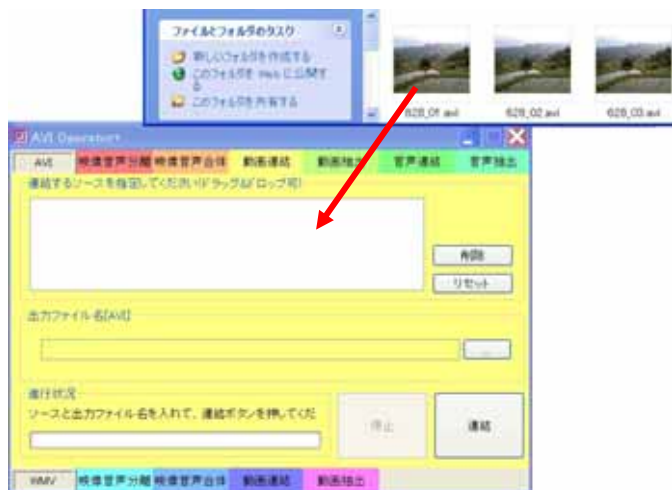 ファイルとフォルダのタスク
新しいフォルダを作成する
このフォルダを Web に公開す
る
このフォルダを共有する
628_01.avi 628_02.avi 628_03.avi
AVI Operator+
AVI 映像音声分離 映像音声合体 動画連結 動画抽出 音声連結 音声抽出
連結するソースを指定してください(ドラッグ&ドロップ可)
削除
リセット
出力ファイル名[AVI]
...
進行状況
ソースと出力ファイル名を入れて、連結ボタンを押してくだ
停止
連結
WMV 映像音声分離 映像音声合体 動画連結 動画抽出